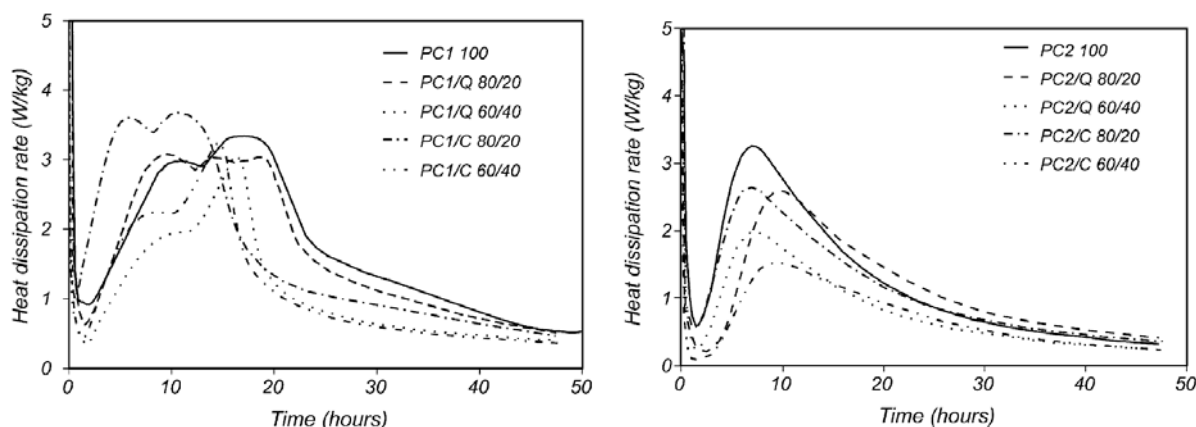 Heat dissipation rate (W/kg)
5
4
3
2
1
0
0 10 20 30 40 50
Time (hours)
PC1 100
PC1/Q 80/20
PC1/Q 60/40
PC1/C 80/20
PC1/C 60/40
Heat dissipation rate (W/kg)
5
4
3
2
1
0
0 10 20 30 40 50
Time (hours)
PC2 100
PC2/Q 80/20
PC2/Q 60/40
PC2/C 80/20
PC2/C 60/40